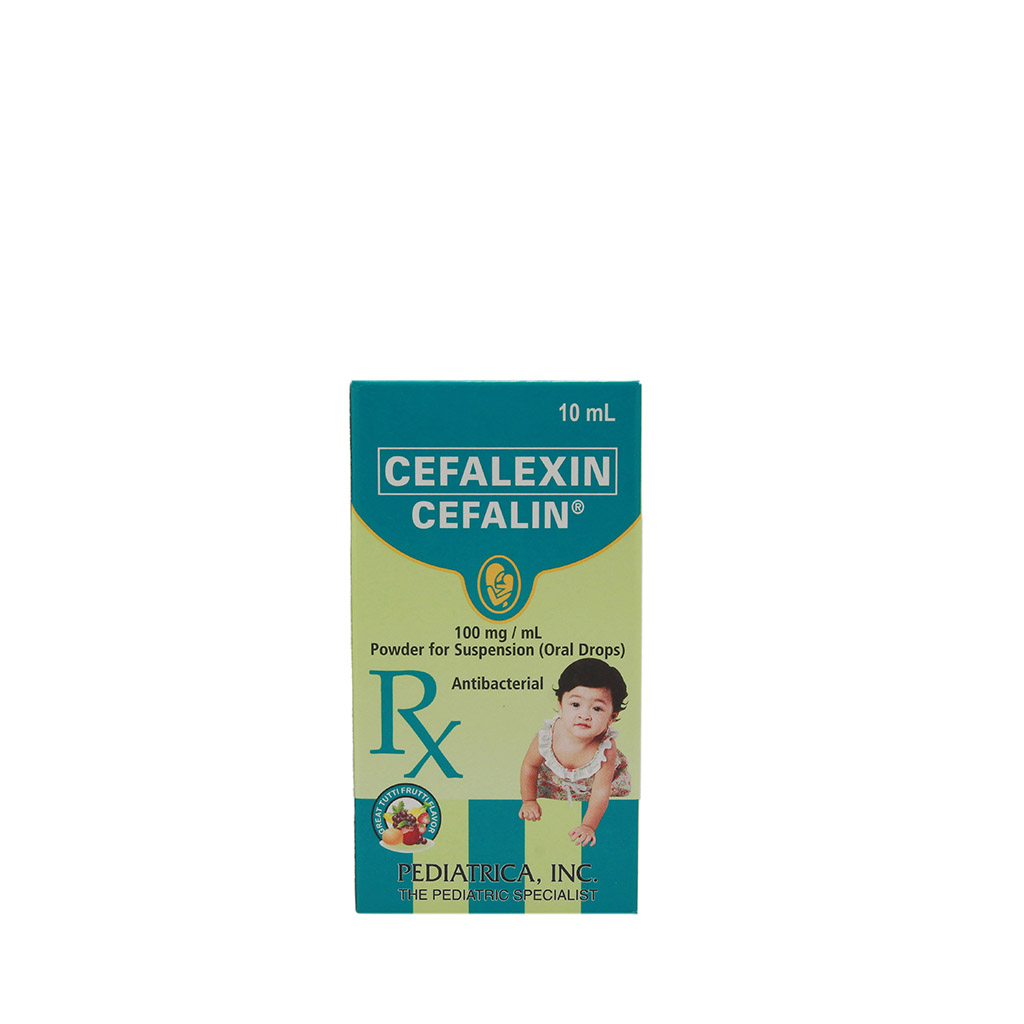 10 mL
CEFALEXIN
CEFALIN®
100 mg / mL
Powder for Suspension (Oral Drops)
Rx
Antibacterial
GREAT TUTTI FRUTTI FLAVOR
PEDIATRICA, INC.
THE PEDIATRIC SPECIALIST